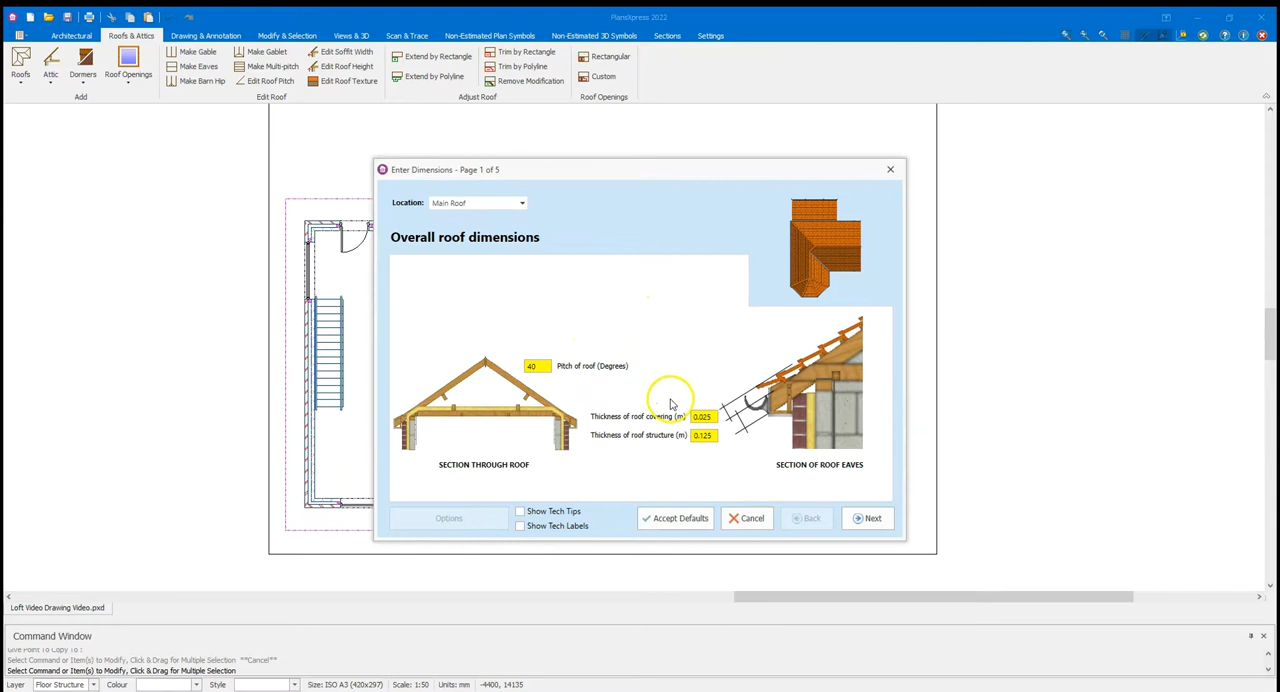 PlansXpress 2022
Architectural Roofs & Attics Drawing & Annotation Modify & Selection Views & 3D Scan & Trace Non-Estimated Plan Symbols Non-Estimated 3D Symbols Sections Settings
Roofs Attic Dormers Roof Openings
Add
Make Gable Make Gablet Edit Soffit Width
Make Eaves Make Multi-pitch Edit Roof Height
Make Barn Hip Edit Roof Pitch Edit Roof Texture
Edit Roof
Extend by Rectangle Trim by Rectangle
Extend by Polyline Trim by Polyline
Remove Modification
Adjust Roof
Rectangular
Custom
Roof Openings
Enter Dimensions - Page 1 of 5
Location: Main Roof
Overall roof dimensions
40 Pitch of roof (Degrees)
Thickness of roof covering (m) 0.025
Thickness of roof structure (m) 0.125
SECTION THROUGH ROOF
SECTION OF ROOF EAVES
Options
Show Tech Tips
Show Tech Labels
Accept Defaults Cancel Back Next
Loft Video Drawing Video.pxd
Command Window
Give Point To Copy To :
Select Command or Item(s) to Modify, Click & Drag for Multiple Selection **Cancel**
Select Command or Item(s) to Modify, Click & Drag for Multiple Selection
Layer Floor Structure Colour Style Size: ISO A3 (420x297) Scale: 1:50 Units: mm -4400, 14135